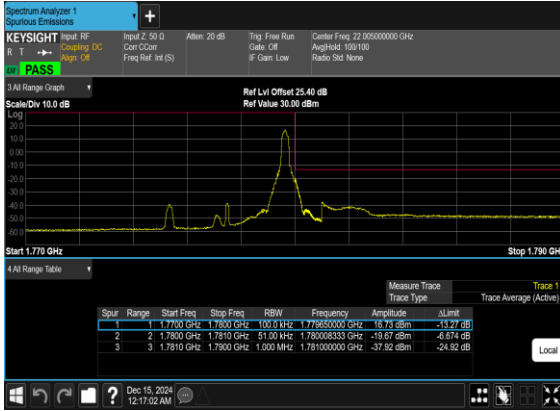 Spectrum Analyzer 1
Spurious Emissions
+
KEYSIGHT Input: RF Input Z: 50 Ω Atten: 20 dB Trig: Free Run Center Freq: 22.005000000 GHz
R T Coupling: DC Corr CCorr Gate: Off Avg|Hold: 100/100
Align: Off Freq Ref: Int (S) IF Gain: Low Radio Std: None
PASS
3 All Range Graph Ref Lvl Offset 25.40 dB
Scale/Div 10.0 dB Ref Value 30.00 dBm
Log
20.0
10.0
0.00
-10.0
-20.0
-30.0
-40.0
-50.0
-60.0
Start 1.770 GHz Stop 1.790 GH
4 All Range Table
Measure Trace Trace 1
Trace Type Trace Average (Active)
Spur Range Start Freq Stop Freq RBW Frequency Amplitude ΔLimit
1 1 1.7700 GHz 1.7800 GHz 100.0 kHz 1.779650000 GHz 16.73 dBm -13.27 dB
2 2 1.7800 GHz 1.7810 GHz 51.00 kHz 1.780008333 GHz -19.67 dBm -6.674 dB
3 3 1.7810 GHz 1.7900 GHz 1.000 MHz 1.781000000 GHz -37.92 dBm -24.92 dB
Local
? Dec 15, 2024
12:17:02 AM